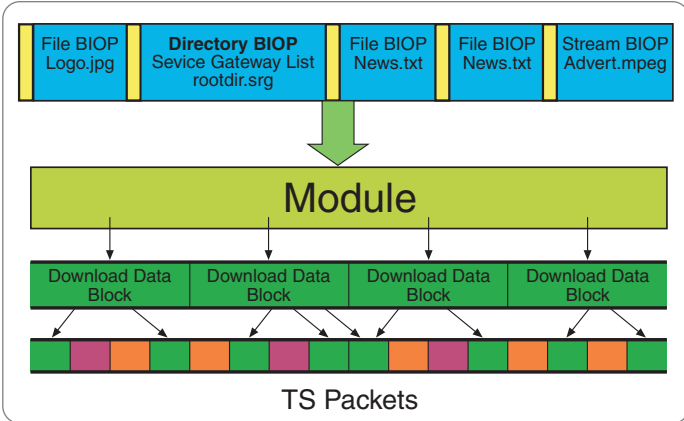 File BIOP
Logo.jpg
Directory BIOP
Sevice Gateway List
rootdir.srg
File BIOP
News.txt
File BIOP
News.txt
Stream BIOP
Advert.mpeg
Module
Download Data
Block
Download Data
Block
Download Data
Block
Download Data
Block
TS Packets